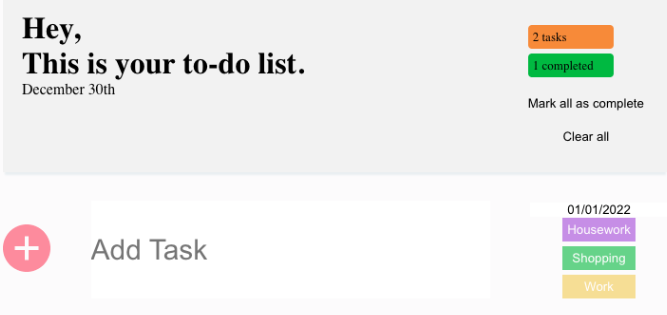 Hey,
This is your to-do list.
December 30th
2 tasks
1 completed
Mark all as complete
Clear all
Add Task
01/01/2022
Housework
Shopping
Work